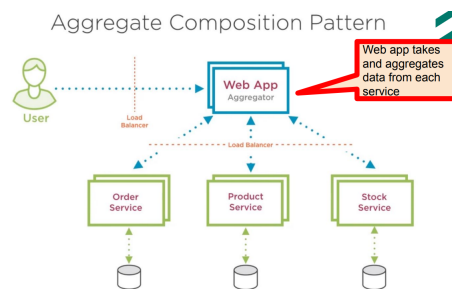 Aggregate Composition Pattern
Web app takes
and aggregates
data from each
service
Web App
Aggregator
User
Load
Balancer
Load Balancer
Order
Service
Product
Service
Stock
Service